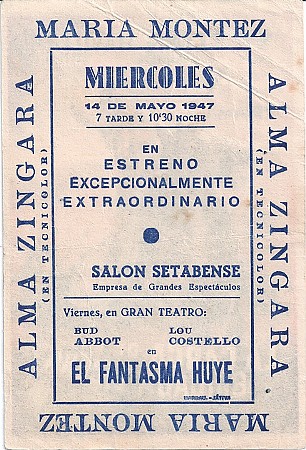 MARIA MONTEZ
ALMA ZINGARA
(EN TECNICOLOR)
MIERCOLES
14 DE MAYO 1947
7 TARDE Y 10'30 NOCHE
EN
ESTRENO
EXCEPCIONALMENTE
EXTRAORDINARIO
SALON SETABENSE
Empresa de Grandes Espectáculos
Viernes, en GRAN TEATRO:
BUD LOU
ABBOT COSTELLO
en
EL FANTASMA HUYE
ALMA ZINGARA
(EN TECNICOLOR)
MARIA MONTEZ